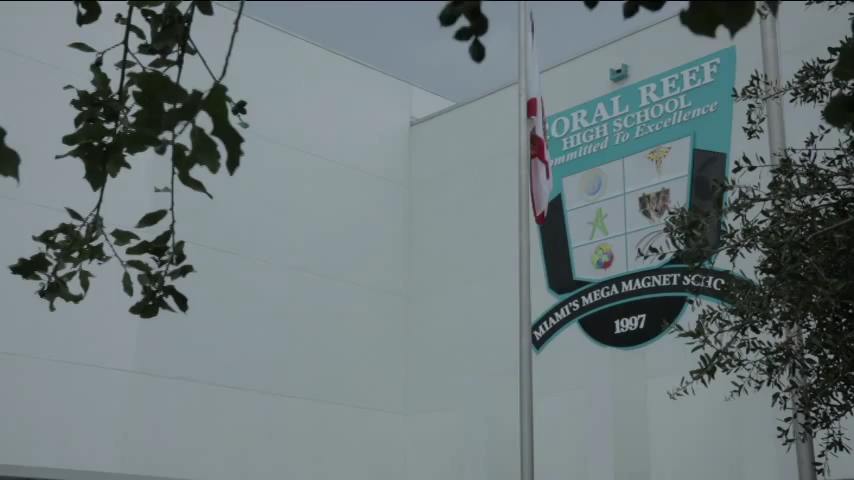 CORAL REEF
HIGH SCHOOL
Committed To Excellence
MIAMI'S MEGA MAGNET SCHO
1997